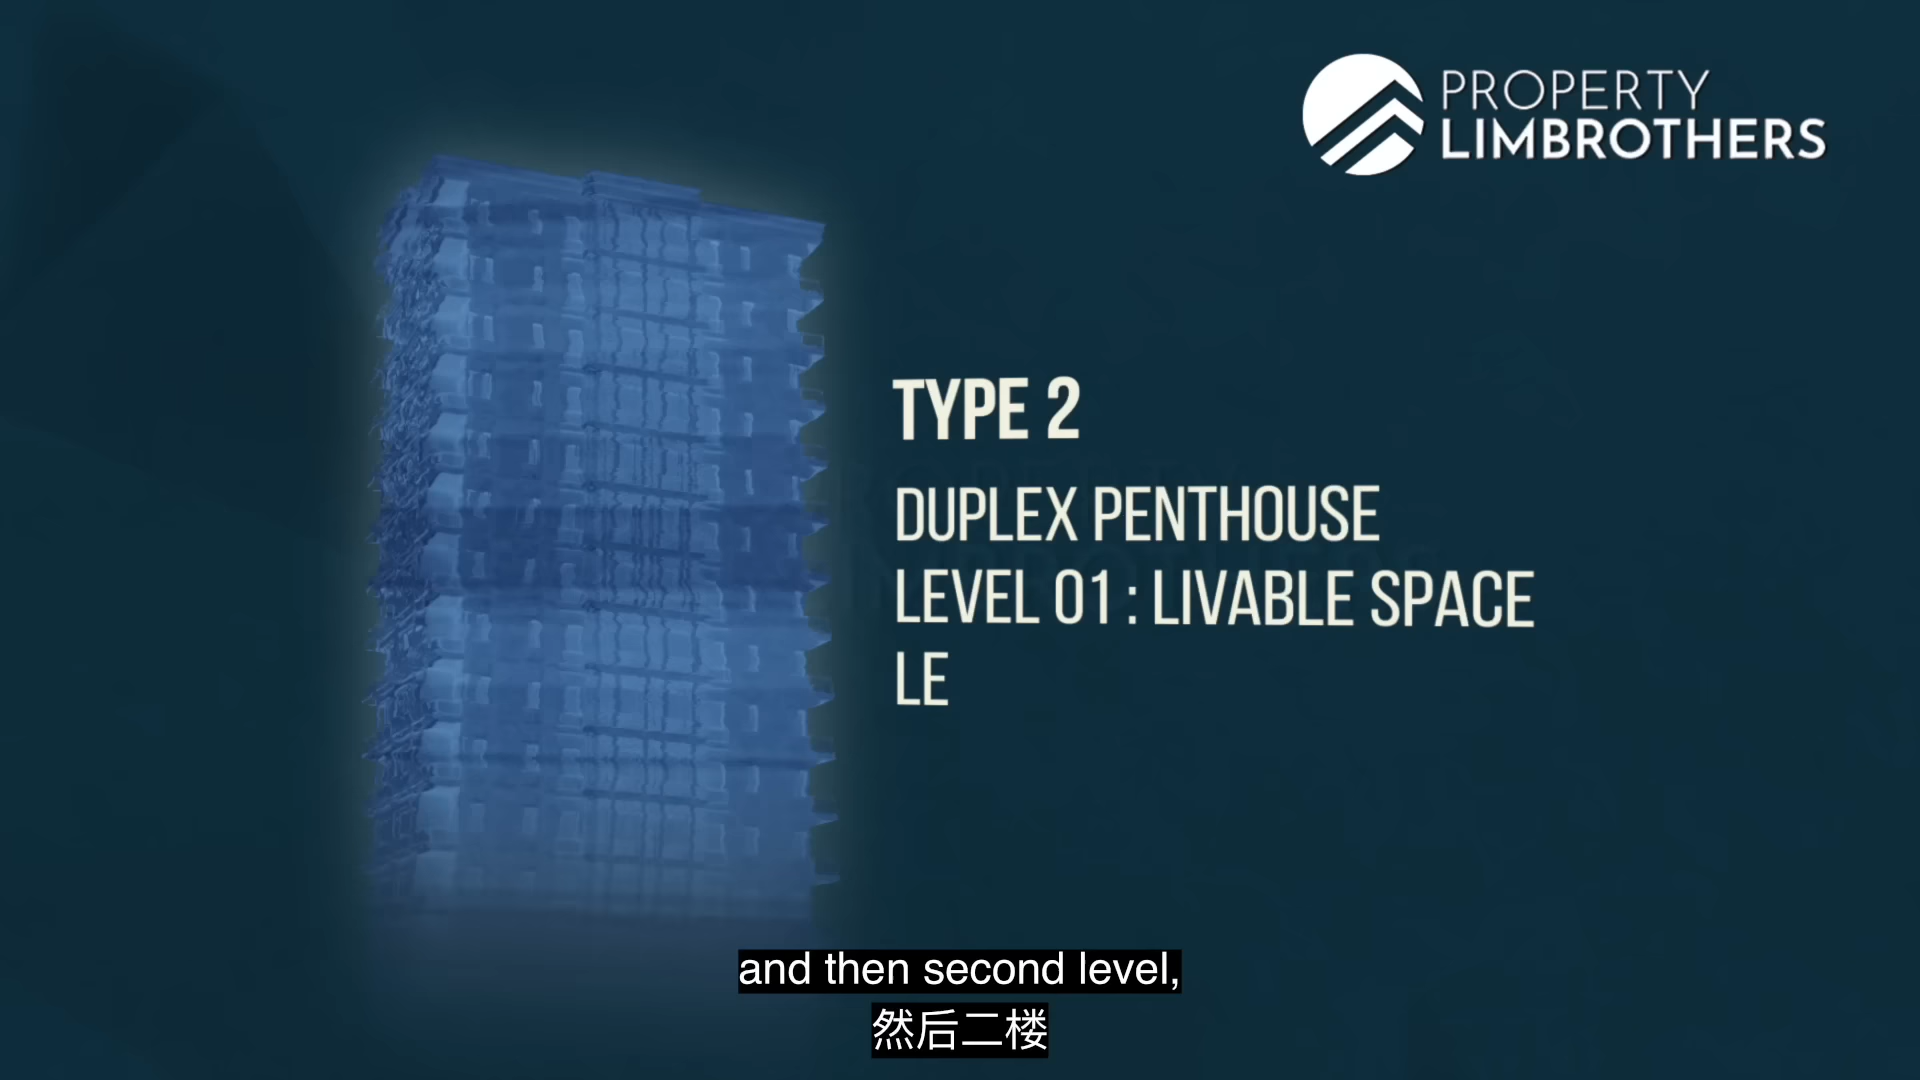 PROPERTY
LIMBROTHERS
TYPE 2
DUPLEX PENTHOUSE
LEVEL 01 : LIVABLE SPACE
LE
and then second level,
然后二楼